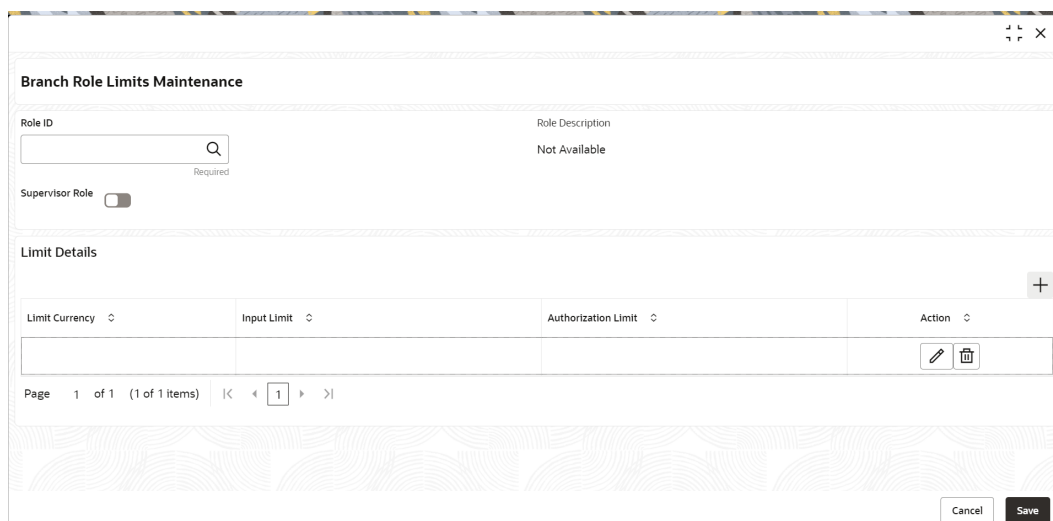 Branch Role Limits Maintenance
Role ID
Role Description
Not Available
Required
Supervisor Role
Limit Details
Limit Currency Input Limit Authorization Limit Action
Page 1 of 1 (1 of 1 items) 1
Cancel Save